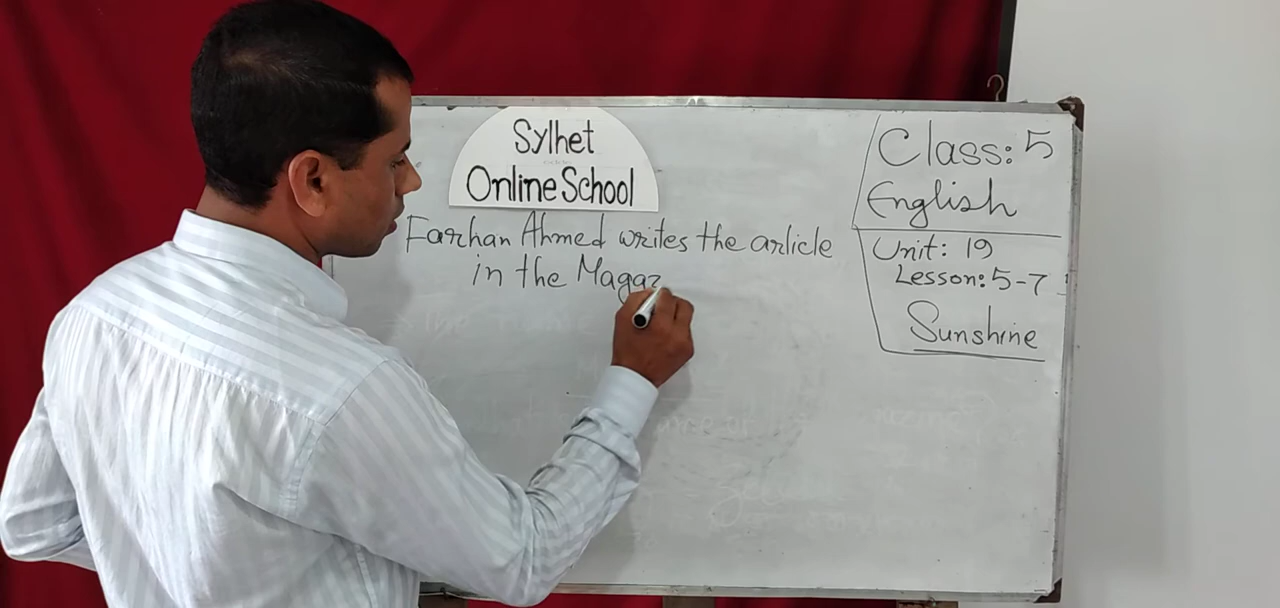 Sylhet
Online School
Class: 5
English
Unit: 19
Lesson: 5-7
Sunshine
Farhan Ahmed writes the article
in the Magaz